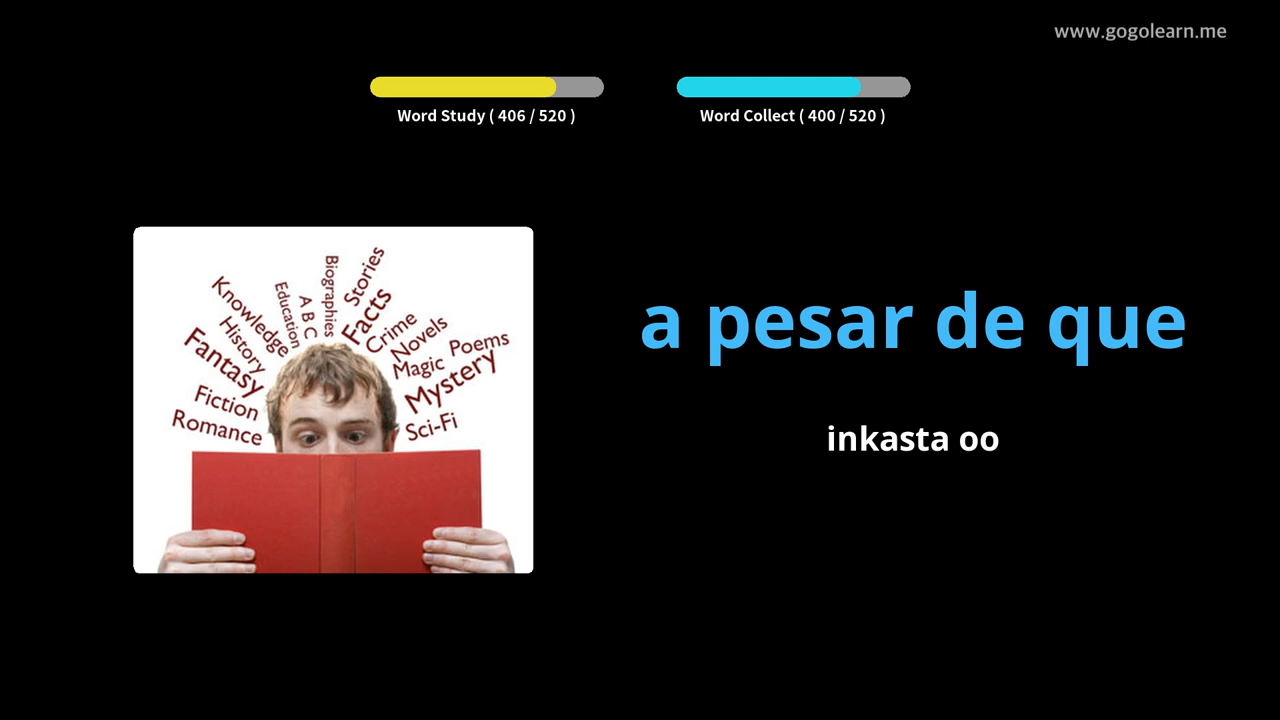 www.gogolearn.me
Word Study ( 406 / 520 )
Word Collect ( 400 / 520 )
Knowledge
History
Education
A B C
Biographies
Stories
Facts
Crime
Novels
Magic
Poems
Mystery
Sci-Fi
Fantasy
Fiction
Romance
a pesar de que
inkasta oo